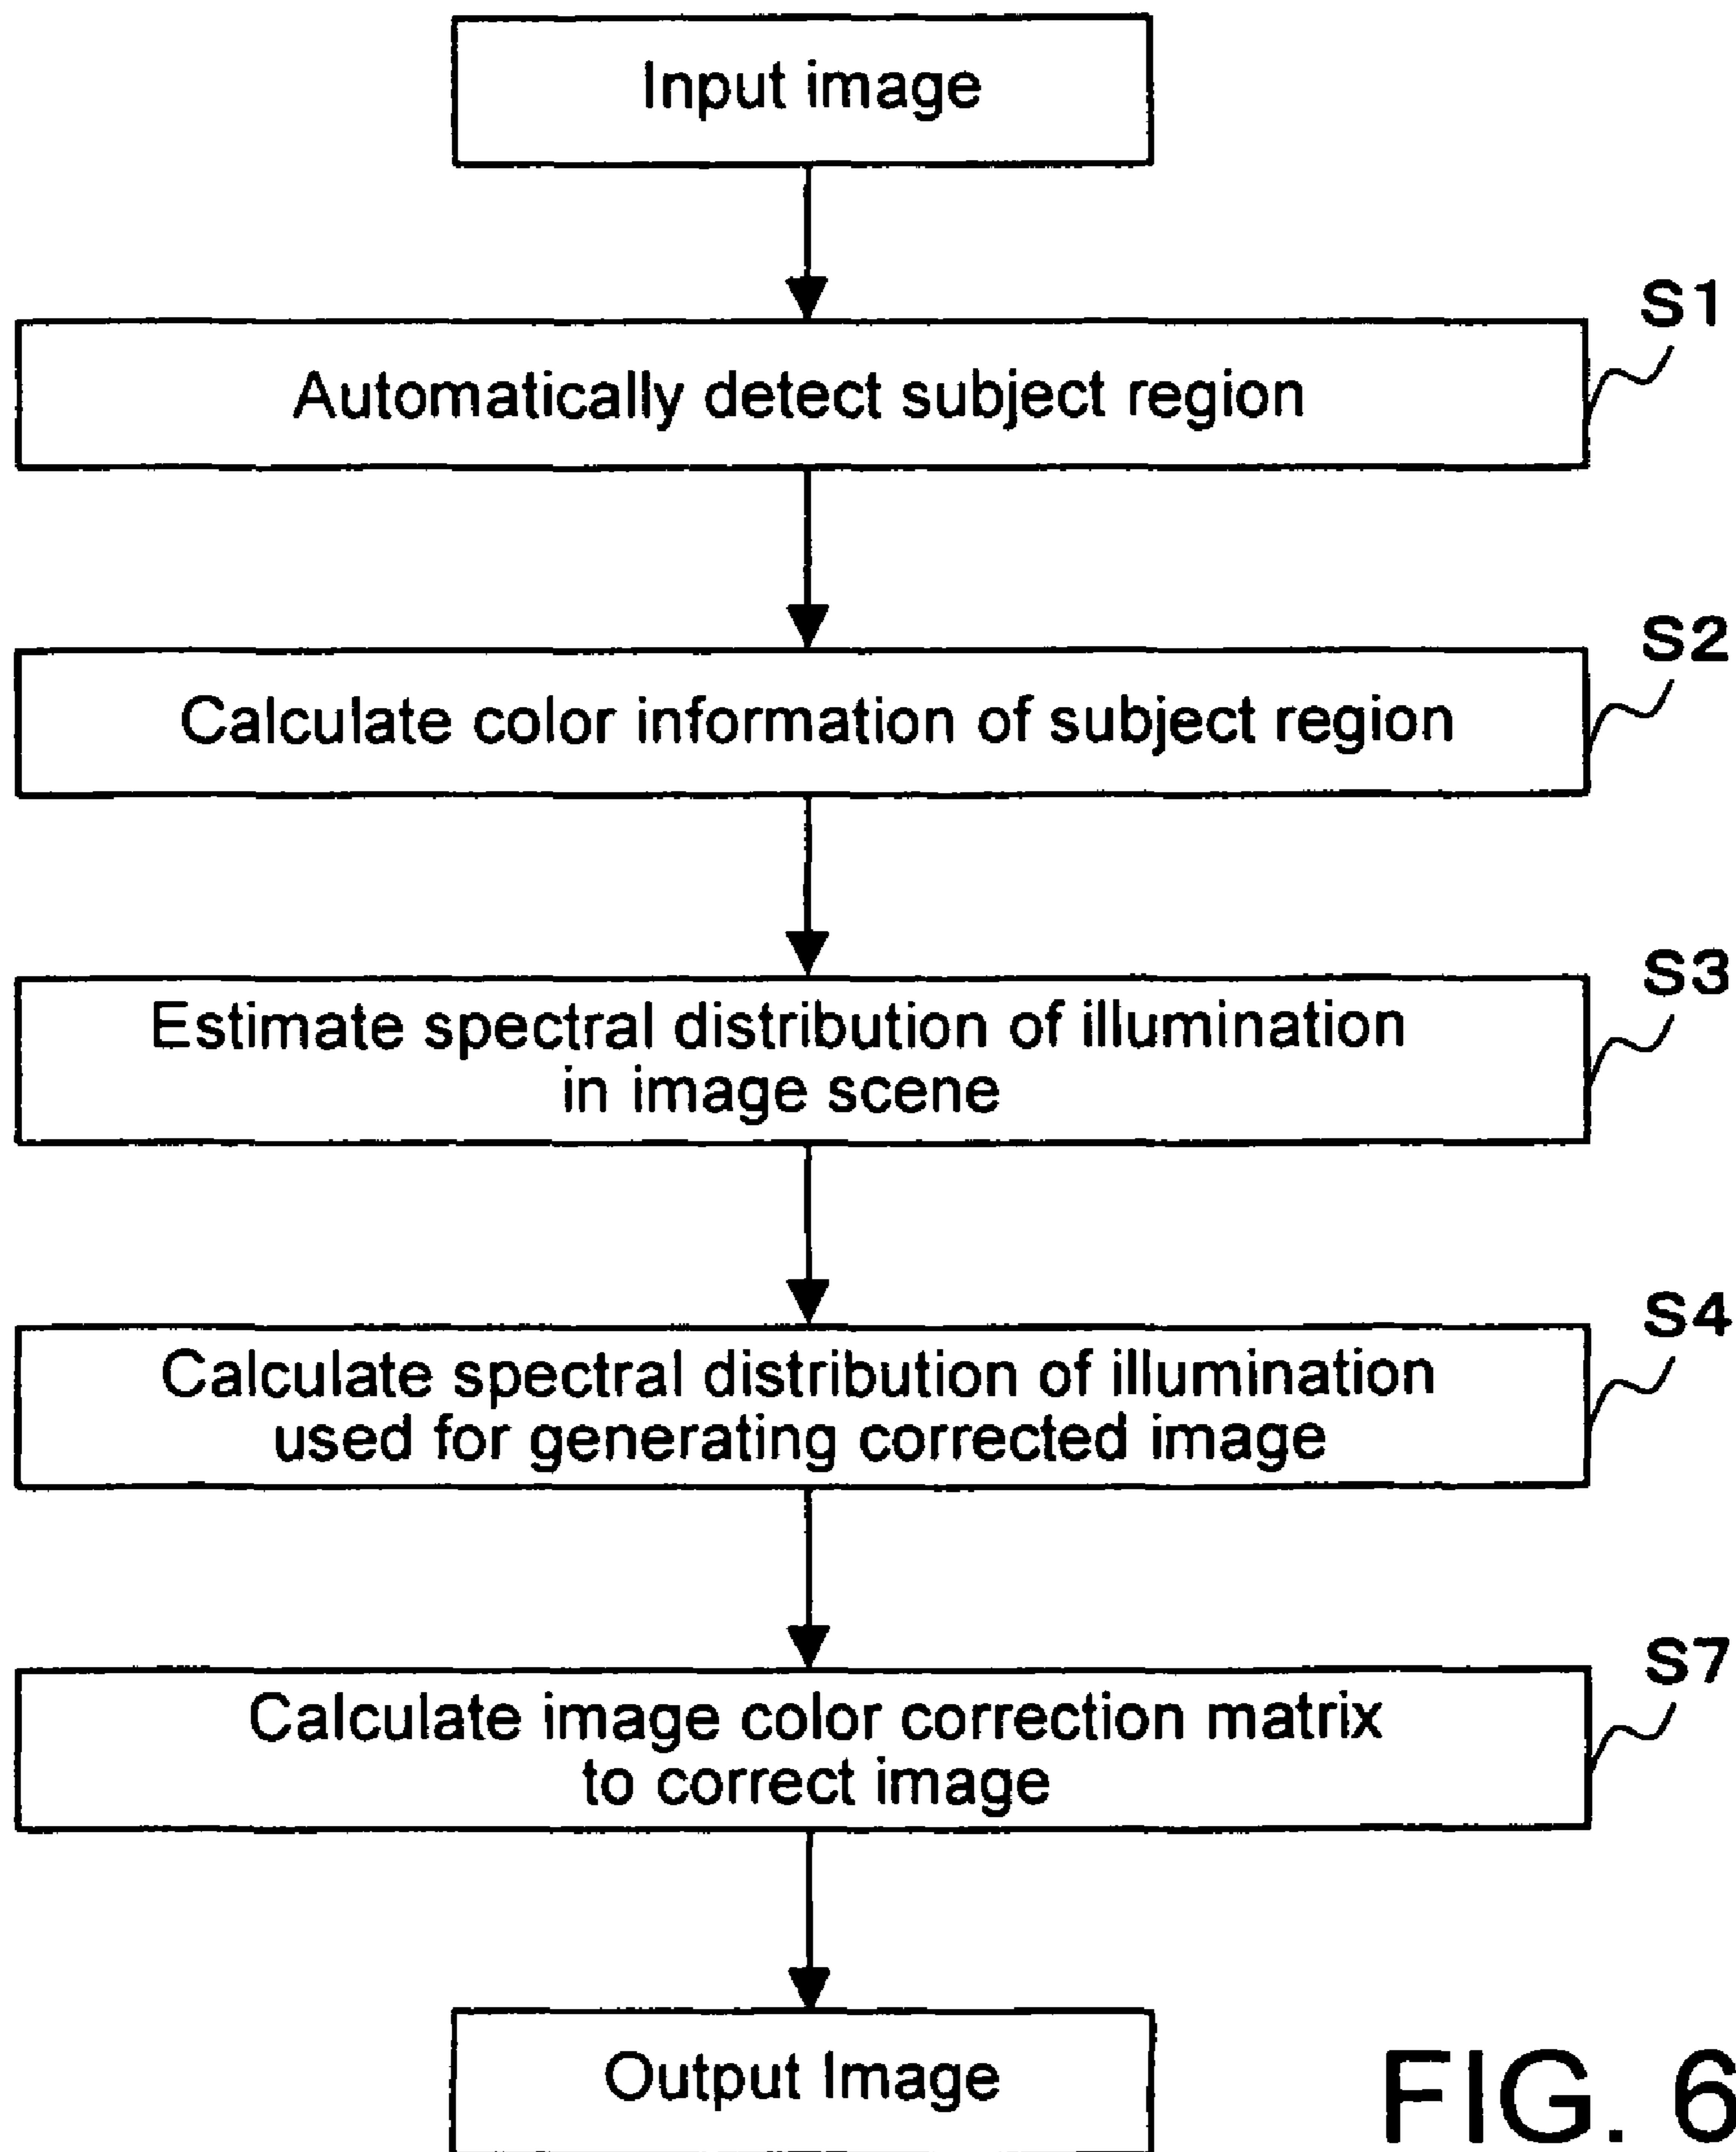 Input image
S1
Automatically detect subject region
S2
Calculate color information of subject region
S3
Estimate spectral distribution of illumination
in image scene
S4
Calculate spectral distribution of illumination
used for generating corrected image
S7
Calculate image color correction matrix
to correct image
Output Image
FIG. 6